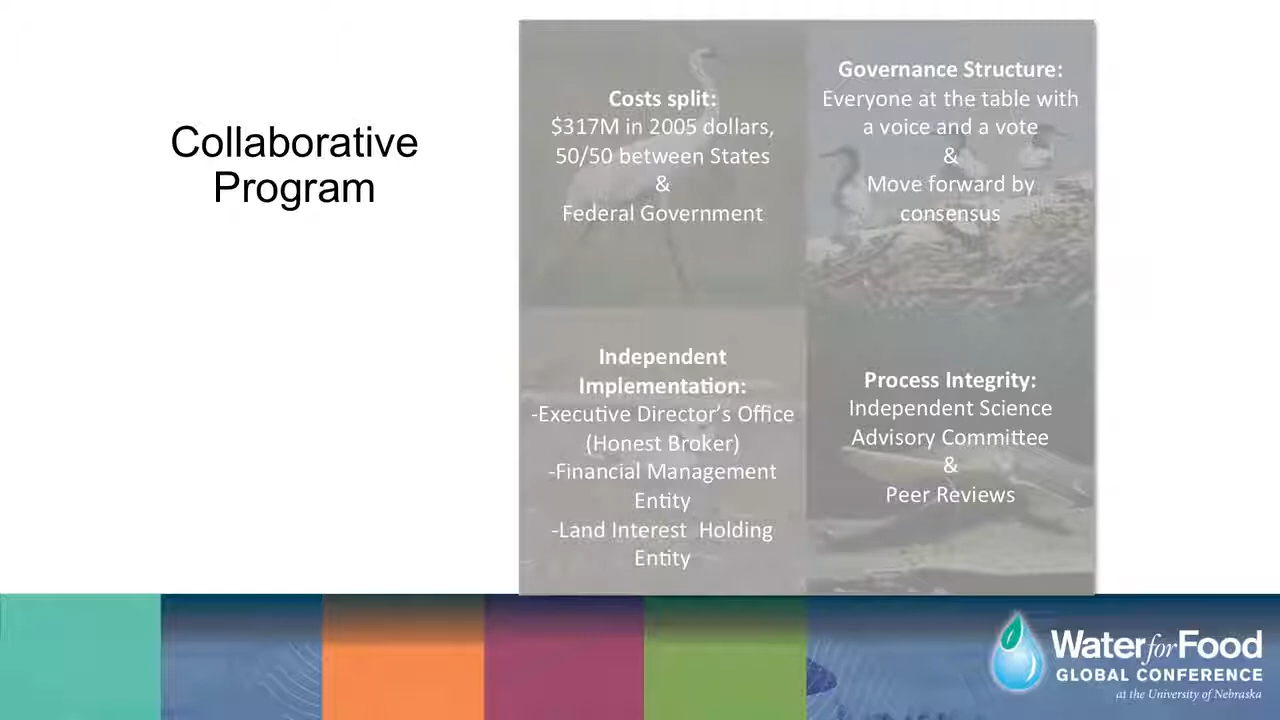 Collaborative
Program
Costs split:
$317M in 2005 dollars,
50/50 between States
&
Federal Government
Governance Structure:
Everyone at the table with
a voice and a vote
&
Move forward by
consensus
Independent
Implementation:
-Executive Director’s Office
(Honest Broker)
-Financial Management
Entity
-Land Interest  Holding
Entity
Process Integrity:
Independent Science
Advisory Committee
&
Peer Reviews
Water for Food
GLOBAL CONFERENCE
at the University of Nebraska